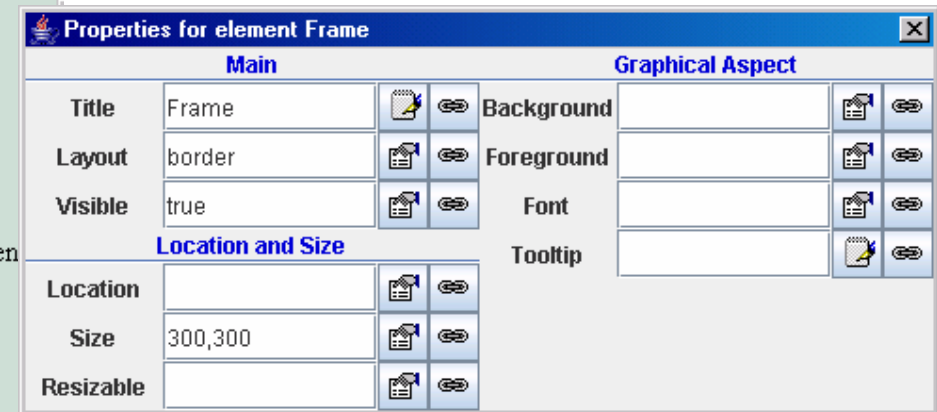 Properties for element Frame
Main
Title Frame
Layout border
Visible true
Location and Size
Location
Size 300,300
Resizable
Graphical Aspect
Background
Foreground
Font
Tooltip
en